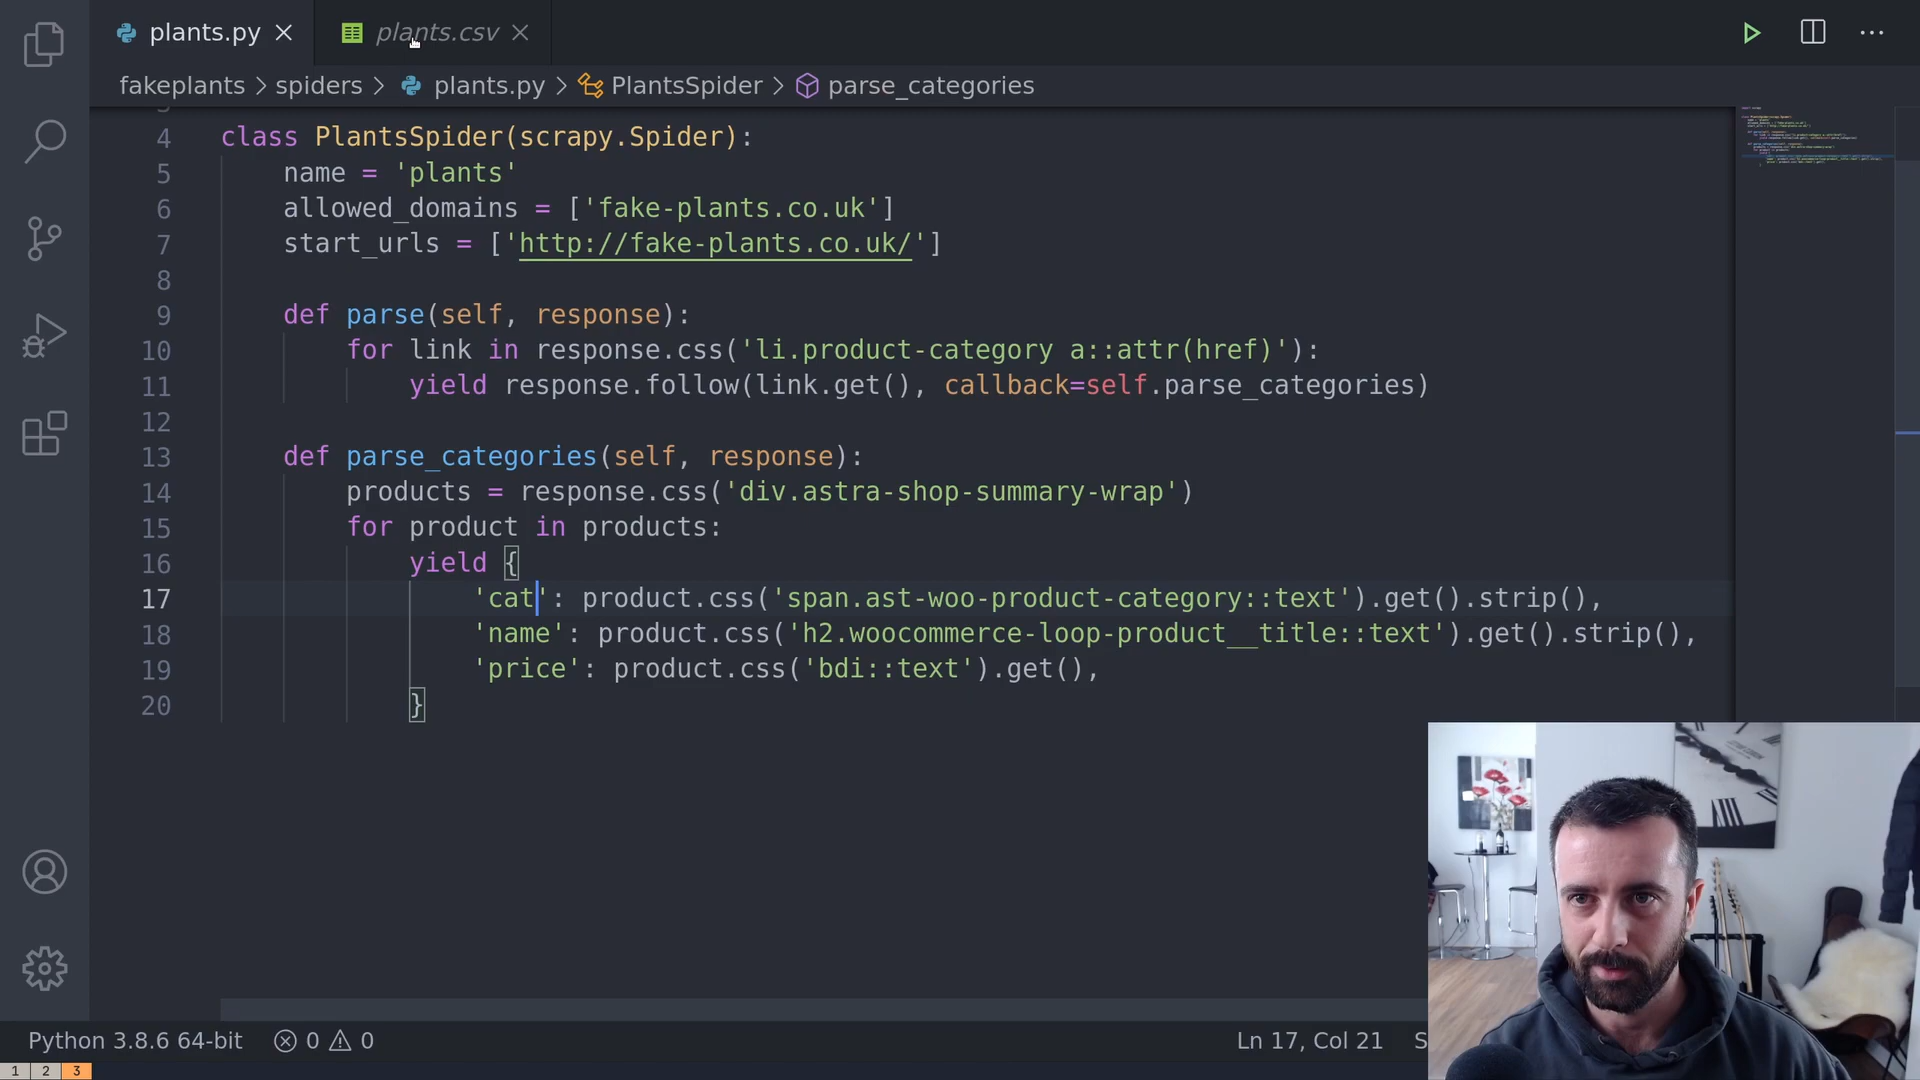 plants.py
plants.csv
fakeplants > spiders > plants.py > PlantsSpider > parse_categories
4 class PlantsSpider(scrapy.Spider):
5 name = 'plants'
6 allowed_domains = ['fake-plants.co.uk']
7 start_urls = ['http://fake-plants.co.uk/']
8
9 def parse(self, response):
10 for link in response.css('li.product-category a::attr(href)'):
11 yield response.follow(link.get(), callback=self.parse_categories)
12
13 def parse_categories(self, response):
14 products = response.css('div.astra-shop-summary-wrap')
15 for product in products:
16 yield {
17 'cat': product.css('span.ast-woo-product-category::text').get().strip(),
18 'name': product.css('h2.woocommerce-loop-product__title::text').get().strip(),
19 'price': product.css('bdi::text').get(),
20 }
Python 3.8.6 64-bit 0 0 Ln 17, Col 21 S
1 2 3